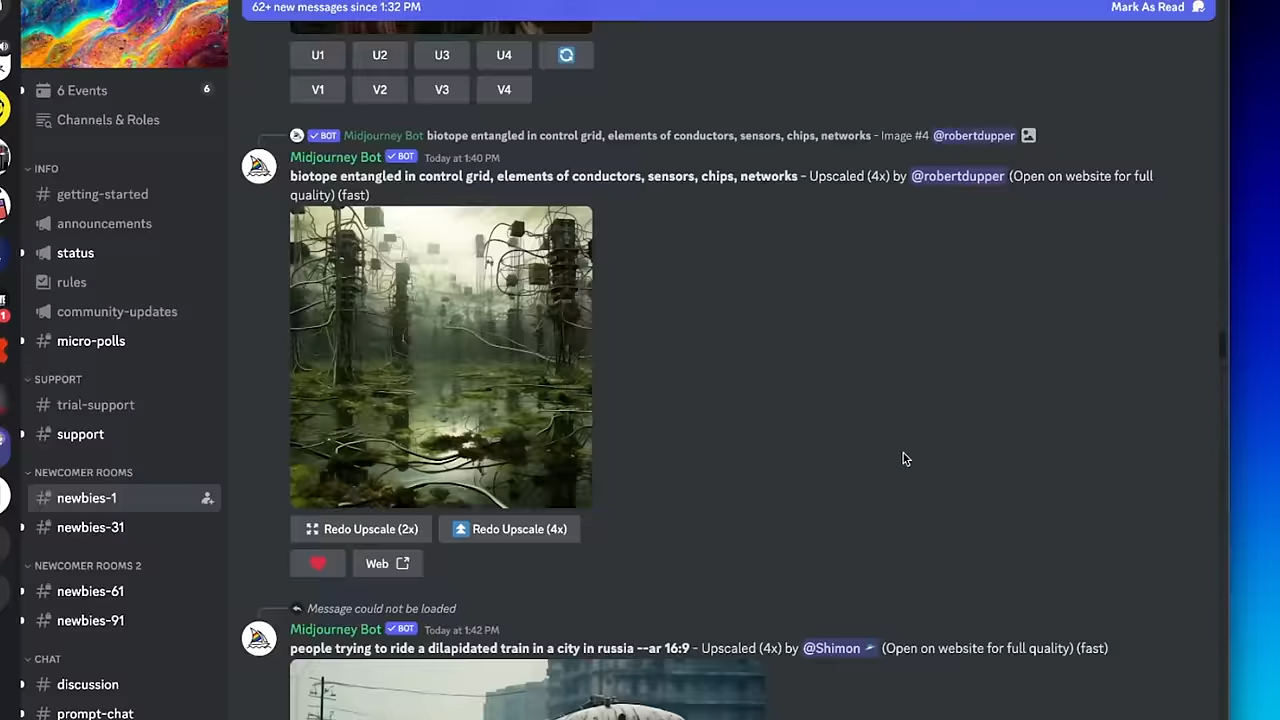 62+ new messages since 1:32 PM
Mark As Read
U1
U2
U3
U4
V1
V2
V3
V4
6 Events
6
Channels & Roles
INFO
getting-started
announcements
status
rules
community-updates
micro-polls
SUPPORT
trial-support
support
NEWCOMER ROOMS
newbies-1
newbies-31
NEWCOMER ROOMS 2
newbies-61
newbies-91
CHAT
discussion
prompt-chat
1
BOT Midjourney Bot biotope entangled in control grid, elements of conductors, sensors, chips, networks - Image #4 @robertdupper
Midjourney Bot BOT Today at 1:40 PM
biotope entangled in control grid, elements of conductors, sensors, chips, networks - Upscaled (4x) by @robertdupper (Open on website for full
quality) (fast)
Redo Upscale (2x)
Redo Upscale (4x)
Web
Message could not be loaded
Midjourney Bot BOT Today at 1:42 PM
people trying to ride a dilapidated train in a city in russia --ar 16:9 - Upscaled (4x) by @Shimon (Open on website for full quality) (fast)